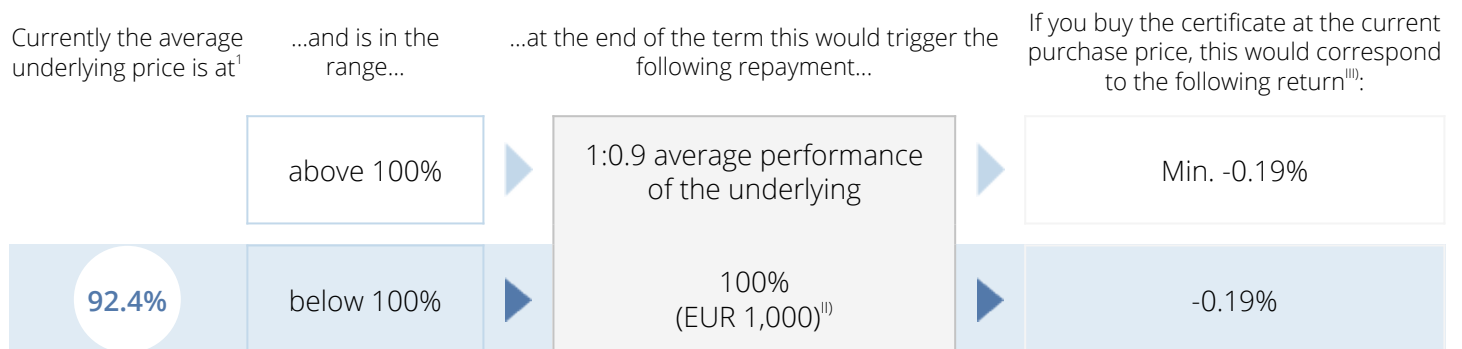 Currently the average
underlying price is at¹
...and is in the
range...
...at the end of the term this would trigger the
following repayment...
If you buy the certificate at the current
purchase price, this would correspond
to the following return^III):
above 100%
1:0.9 average performance
of the underlying
Min. -0.19%
92.4%
below 100%
100%
(EUR 1,000)^II)
-0.19%